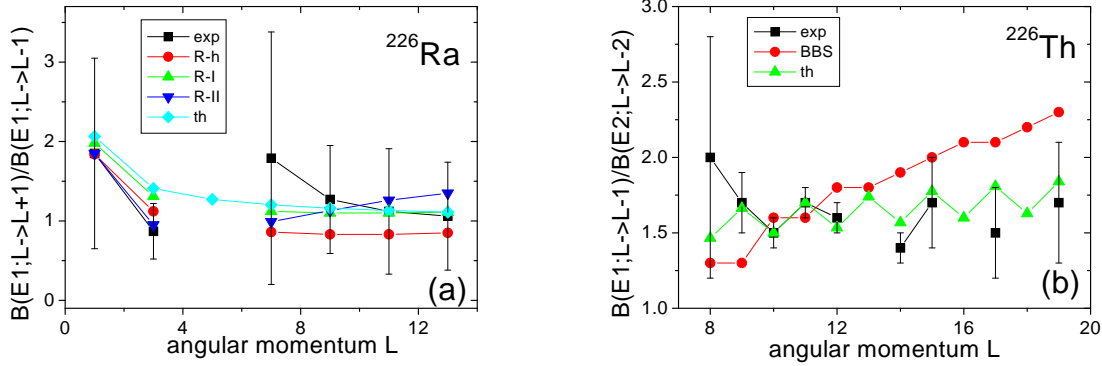 B(E1;L->L+1)/B(E1;L->L-1)
3
2
1
0
0
4
8
12
angular momentum L
exp
R-h
R-I
R-II
th
226Ra
(a)
B(E1;L->L-1)/B(E2;L->L-2)
3.0
2.5
2.0
1.5
1.0
8
12
16
20
angular momentum L
exp
BBS
th
226Th
(b)